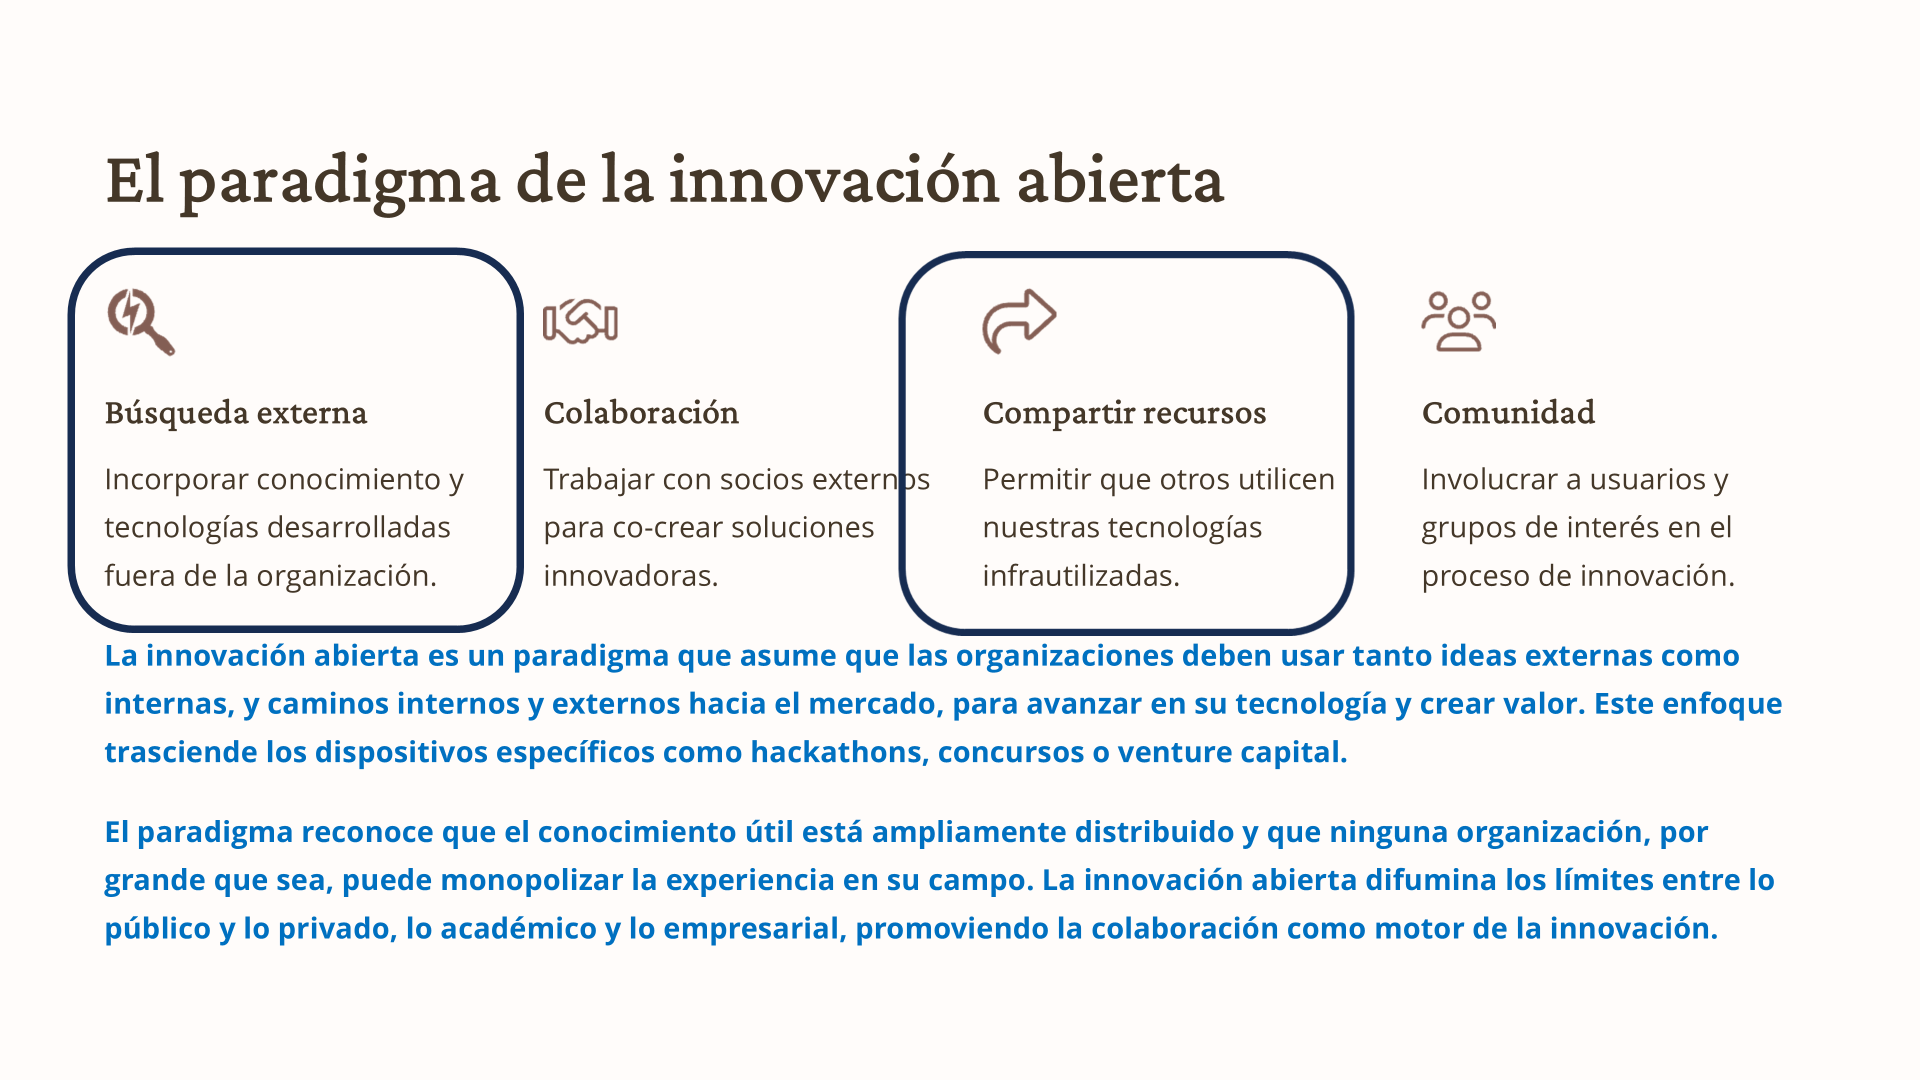 El paradigma de la innovación abierta
Búsqueda externa
Incorporar conocimiento y
tecnologías desarrolladas
fuera de la organización.
Colaboración
Trabajar con socios externos
para co-crear soluciones
innovadoras.
Compartir recursos
Permitir que otros utilicen
nuestras tecnologías
infrautilizadas.
Comunidad
Involucrar a usuarios y
grupos de interés en el
proceso de innovación.
La innovación abierta es un paradigma que asume que las organizaciones deben usar tanto ideas externas como
internas, y caminos internos y externos hacia el mercado, para avanzar en su tecnología y crear valor. Este enfoque
trasciende los dispositivos específicos como hackathons, concursos o venture capital.
El paradigma reconoce que el conocimiento útil está ampliamente distribuido y que ninguna organización, por
grande que sea, puede monopolizar la experiencia en su campo. La innovación abierta difumina los límites entre lo
público y lo privado, lo académico y lo empresarial, promoviendo la colaboración como motor de la innovación.